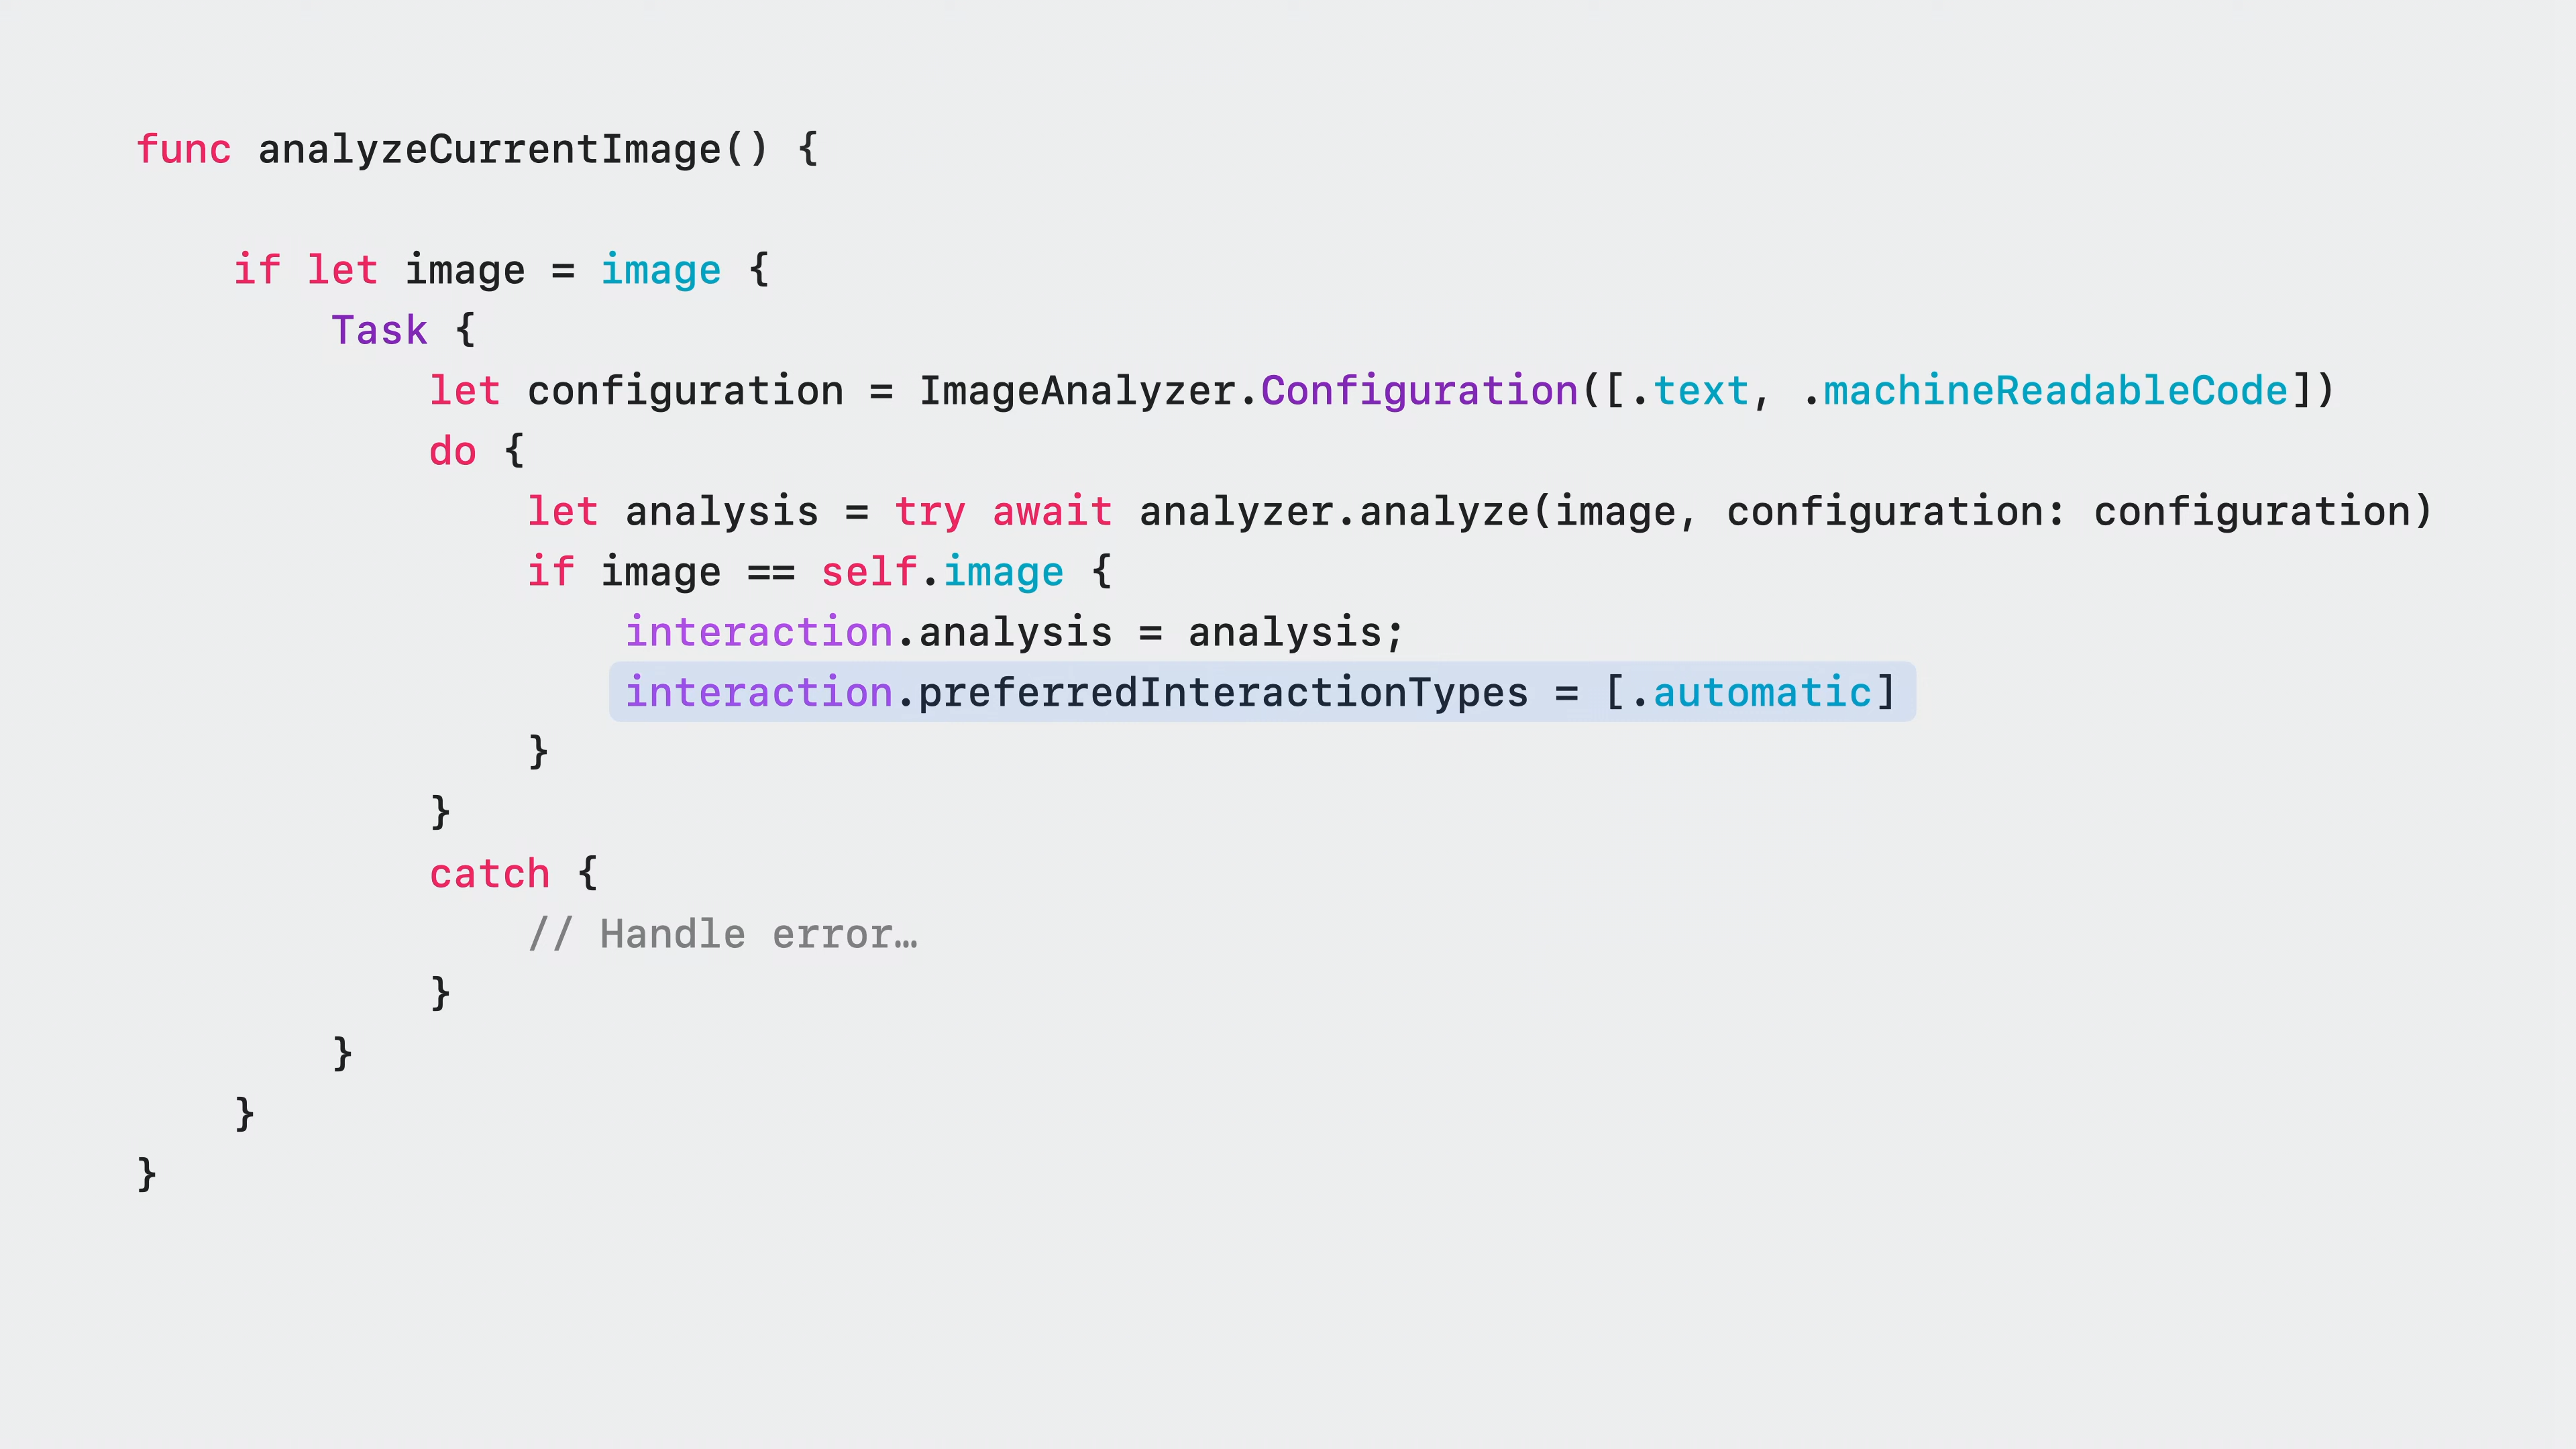 func analyzeCurrentImage() {
if let image = image {
Task {
let configuration = ImageAnalyzer.Configuration([.text, .machineReadableCode])
do {
let analysis = try await analyzer.analyze(image, configuration: configuration)
if image == self.image {
interaction.analysis = analysis;
interaction.preferredInteractionTypes = [.automatic]
}
}
catch {
// Handle error…
}
}
}
}